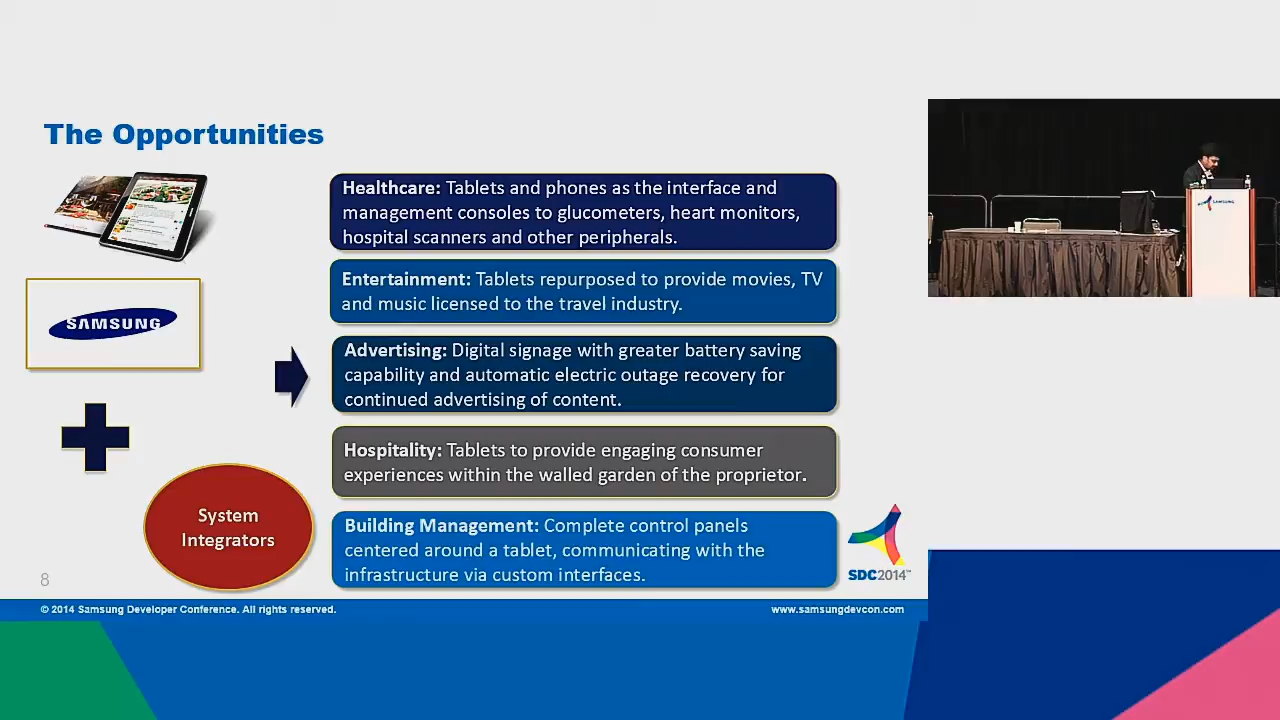 The Opportunities
Healthcare: Tablets and phones as the interface and
management consoles to glucometers, heart monitors,
hospital scanners and other peripherals.
Entertainment: Tablets repurposed to provide movies, TV
and music licensed to the travel industry.
SAMSUNG
Advertising: Digital signage with greater battery saving
capability and automatic electric outage recovery for
continued advertising of content.
Hospitality: Tablets to provide engaging consumer
experiences within the walled garden of the proprietor.
System
Integrators
Building Management: Complete control panels
centered around a tablet, communicating with the
infrastructure via custom interfaces.
SDC2014™
8
© 2014 Samsung Developer Conference. All rights reserved.
www.samsungdevcon.com
SAMSUNG